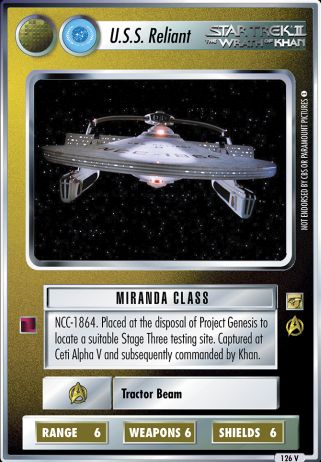 U.S.S. Reliant
STAR TREK II
THE WRATH OF KHAN
NOT ENDORSED BY CBS OR PARAMOUNT PICTURES
MIRANDA CLASS
NCC-1864. Placed at the disposal of Project Genesis to
locate a suitable Stage Three testing site. Captured at
Ceti Alpha V and subsequently commanded by Khan.
Tractor Beam
RANGE 6 WEAPONS 6 SHIELDS 6
126 V